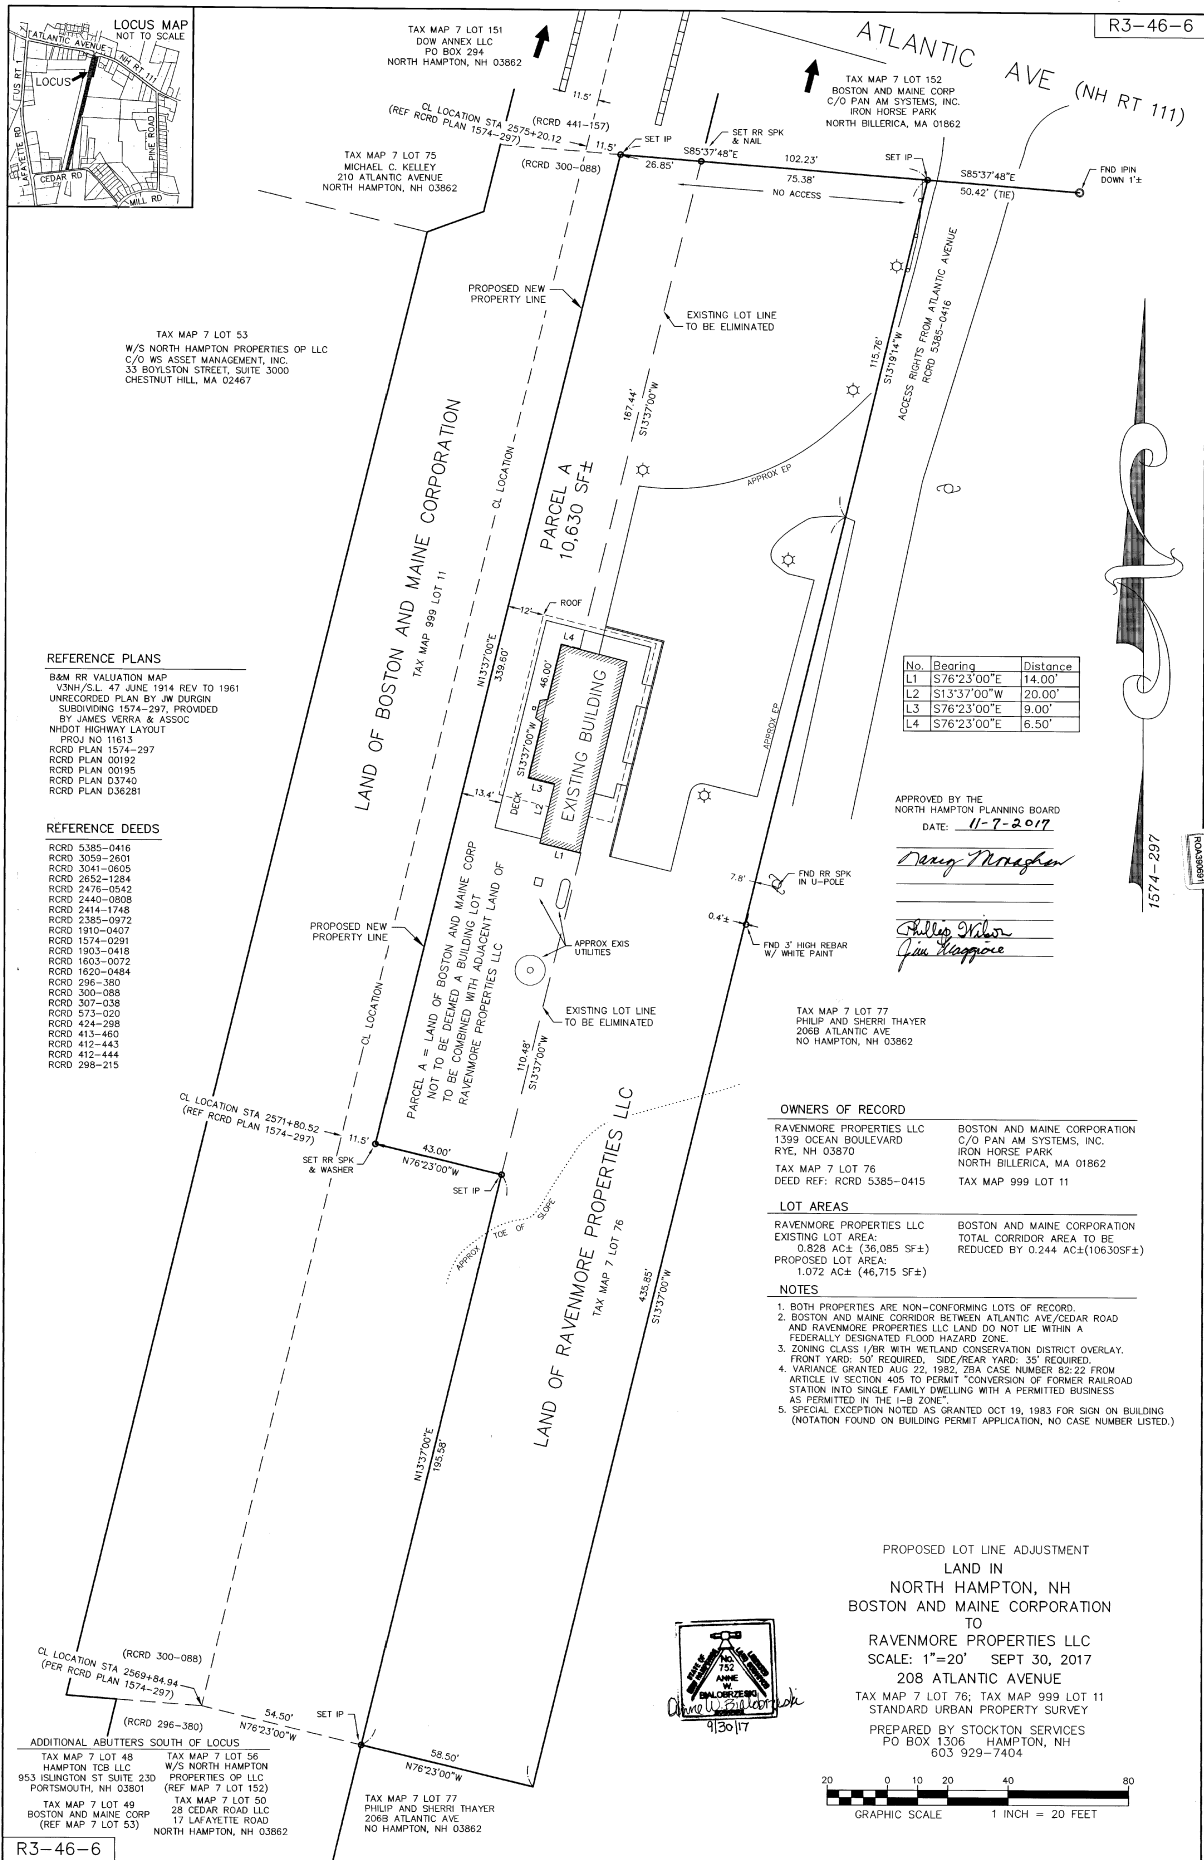 R3-46-6
LOCUS MAP
NOT TO SCALE
ATLANTIC AVENUE
NH RT 111
US RT 1
LOCUS
LAFAYETTE RD
PINE ROAD
CEDAR RD
MILL RD
TAX MAP 7 LOT 151
DOW ANNEX LLC
PO BOX 294
NORTH HAMPTON, NH 03862
ATLANTIC AVE (NH RT 111)
TAX MAP 7 LOT 152
BOSTON AND MAINE CORP
C/O PAN AM SYSTEMS, INC.
IRON HORSE PARK
NORTH BILLERICA, MA 01862
11.5'
CL LOCATION STA 2575+20.12
(REF RCRD PLAN 1574-297)
(RCRD 441-157)
11.5'
(RCRD 300-088)
SET IP
26.85'
SET RR SPK
& NAIL
S85°37'48"E
102.23'
75.38'
NO ACCESS
SET IP
S85°37'48"E
50.42' (TIE)
FND IPIN
DOWN 1'±
TAX MAP 7 LOT 75
MICHAEL C. KELLEY
210 ATLANTIC AVENUE
NORTH HAMPTON, NH 03862
PROPOSED NEW
PROPERTY LINE
EXISTING LOT LINE
TO BE ELIMINATED
TAX MAP 7 LOT 53
W/S NORTH HAMPTON PROPERTIES OP LLC
C/O WS ASSET MANAGEMENT, INC.
33 BOYLSTON STREET, SUITE 3000
CHESTNUT HILL, MA 02467
115.76'
S13°19'14"W
ACCESS RIGHTS FROM ATLANTIC AVENUE
RCRD 5385-0416
167.44'
S13°37'00"W
LAND OF BOSTON AND MAINE CORPORATION
TAX MAP 999 LOT 11
CL LOCATION
PARCEL A
10,630 SF±
APPROX EP
12'
ROOF
L4
N13°37'00"E
339.60'
46.00'
S13°37'00"W
EXISTING BUILDING
L3
L2
DECK
13.4'
L1
APPROX EP
REFERENCE PLANS
B&M RR VALUATION MAP
V3NH/S.L. 47 JUNE 1914 REV TO 1961
UNRECORDED PLAN BY JW DURGIN
SUBDIVIDING 1574-297, PROVIDED
BY JAMES VERRA & ASSOC
NHDOT HIGHWAY LAYOUT
PROJ NO 11613
RCRD PLAN 1574-297
RCRD PLAN 00192
RCRD PLAN 00195
RCRD PLAN D3740
RCRD PLAN D36281
REFERENCE DEEDS
RCRD 5385-0416
RCRD 3059-2601
RCRD 3041-0605
RCRD 2652-1284
RCRD 2476-0542
RCRD 2440-0808
RCRD 2414-1748
RCRD 2385-0972
RCRD 1910-0407
RCRD 1574-0291
RCRD 1903-0418
RCRD 1603-0072
RCRD 1620-0484
RCRD 296-380
RCRD 300-088
RCRD 307-038
RCRD 573-020
RCRD 424-298
RCRD 413-460
RCRD 412-443
RCRD 412-444
RCRD 298-215
No. Bearing Distance
L1 S76°23'00"E 14.00'
L2 S13°37'00"W 20.00'
L3 S76°23'00"E 9.00'
L4 S76°23'00"E 6.50'
APPROVED BY THE
NORTH HAMPTON PLANNING BOARD
DATE: 11-7-2017
Nancy Monaghan
Phillip Wilson
Jim Maggiore
1574-297
7.8'
FND RR SPK
IN U-POLE
0.4'±
FND 3' HIGH REBAR
W/ WHITE PAINT
PROPOSED NEW
PROPERTY LINE
CL LOCATION
PARCEL A = LAND OF BOSTON AND MAINE CORP
NOT TO BE DEEMED A BUILDING LOT
TO BE COMBINED WITH ADJACENT LAND OF
RAVENMORE PROPERTIES LLC
APPROX EXIS
UTILITIES
EXISTING LOT LINE
TO BE ELIMINATED
110.48'
S13°37'00"W
TAX MAP 7 LOT 77
PHILIP AND SHERRI THAYER
206B ATLANTIC AVE
NO HAMPTON, NH 03862
CL LOCATION STA 2571+80.52
(REF RCRD PLAN 1574-297)
11.5'
SET RR SPK
& WASHER
43.00'
N76°23'00"W
SET IP
APPROX TOE OF SLOPE
LAND OF RAVENMORE PROPERTIES LLC
TAX MAP 7 LOT 76
435.85'
S13°37'00"W
N13°37'00"E
195.58'
OWNERS OF RECORD
RAVENMORE PROPERTIES LLC
1399 OCEAN BOULEVARD
RYE, NH 03870
TAX MAP 7 LOT 76
DEED REF: RCRD 5385-0415
BOSTON AND MAINE CORPORATION
C/O PAN AM SYSTEMS, INC.
IRON HORSE PARK
NORTH BILLERICA, MA 01862
TAX MAP 999 LOT 11
LOT AREAS
RAVENMORE PROPERTIES LLC
EXISTING LOT AREA:
0.828 AC± (36,085 SF±)
PROPOSED LOT AREA:
1.072 AC± (46,715 SF±)
BOSTON AND MAINE CORPORATION
TOTAL CORRIDOR AREA TO BE
REDUCED BY 0.244 AC±(10630SF±)
NOTES
1. BOTH PROPERTIES ARE NON-CONFORMING LOTS OF RECORD.
2. BOSTON AND MAINE CORRIDOR BETWEEN ATLANTIC AVE/CEDAR ROAD
AND RAVENMORE PROPERTIES LLC LAND DO NOT LIE WITHIN A
FEDERALLY DESIGNATED FLOOD HAZARD ZONE.
3. ZONING CLASS I/BR WITH WETLAND CONSERVATION DISTRICT OVERLAY.
FRONT YARD: 50' REQUIRED, SIDE/REAR YARD: 35' REQUIRED.
4. VARIANCE GRANTED AUG 22, 1982, ZBA CASE NUMBER 82:22 FROM
ARTICLE IV SECTION 405 TO PERMIT "CONVERSION OF FORMER RAILROAD
STATION INTO SINGLE FAMILY DWELLING WITH A PERMITTED BUSINESS
AS PERMITTED IN THE I-B ZONE".
5. SPECIAL EXCEPTION NOTED AS GRANTED OCT 19, 1983 FOR SIGN ON BUILDING
(NOTATION FOUND ON BUILDING PERMIT APPLICATION, NO CASE NUMBER LISTED.)
PROPOSED LOT LINE ADJUSTMENT
LAND IN
NORTH HAMPTON, NH
BOSTON AND MAINE CORPORATION
TO
RAVENMORE PROPERTIES LLC
SCALE: 1"=20' SEPT 30, 2017
208 ATLANTIC AVENUE
TAX MAP 7 LOT 76; TAX MAP 999 LOT 11
STANDARD URBAN PROPERTY SURVEY
PREPARED BY STOCKTON SERVICES
PO BOX 1306 HAMPTON, NH
603 929-7404
20 0 10 20 40 80
GRAPHIC SCALE 1 INCH = 20 FEET
NO.
752
ANNE
W.
BIALOBRZESKI
Anne W. Bialobrzeski
9/30/17
CL LOCATION STA 2569+84.94
(PER RCRD PLAN 1574-297)
(RCRD 300-088)
(RCRD 296-380)
54.50'
N76°23'00"W
SET IP
58.50'
N76°23'00"W
ADDITIONAL ABUTTERS SOUTH OF LOCUS
TAX MAP 7 LOT 48
HAMPTON TCB LLC
953 ISLINGTON ST SUITE 23D
PORTSMOUTH, NH 03801
TAX MAP 7 LOT 49
BOSTON AND MAINE CORP
(REF MAP 7 LOT 53)
TAX MAP 7 LOT 56
W/S NORTH HAMPTON
PROPERTIES OP LLC
(REF MAP 7 LOT 152)
TAX MAP 7 LOT 50
28 CEDAR ROAD LLC
17 LAFAYETTE ROAD
NORTH HAMPTON, NH 03862
TAX MAP 7 LOT 77
PHILIP AND SHERRI THAYER
206B ATLANTIC AVE
NO HAMPTON, NH 03862
R3-46-6